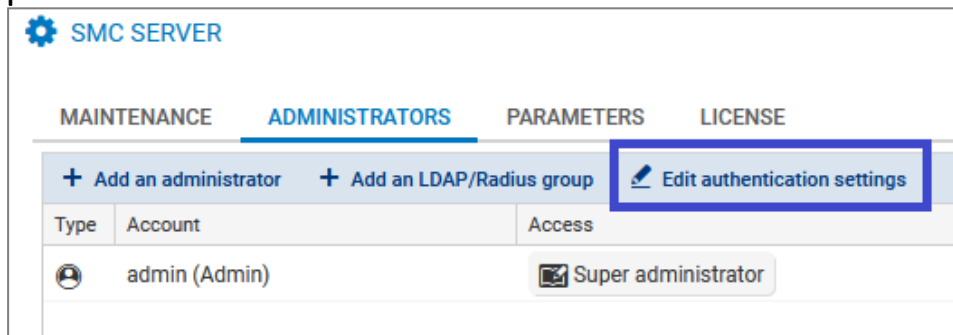 SMC SERVER
MAINTENANCE ADMINISTRATORS PARAMETERS LICENSE
+ Add an administrator + Add an LDAP/Radius group Edit authentication settings
Type Account Access
admin (Admin) Super administrator